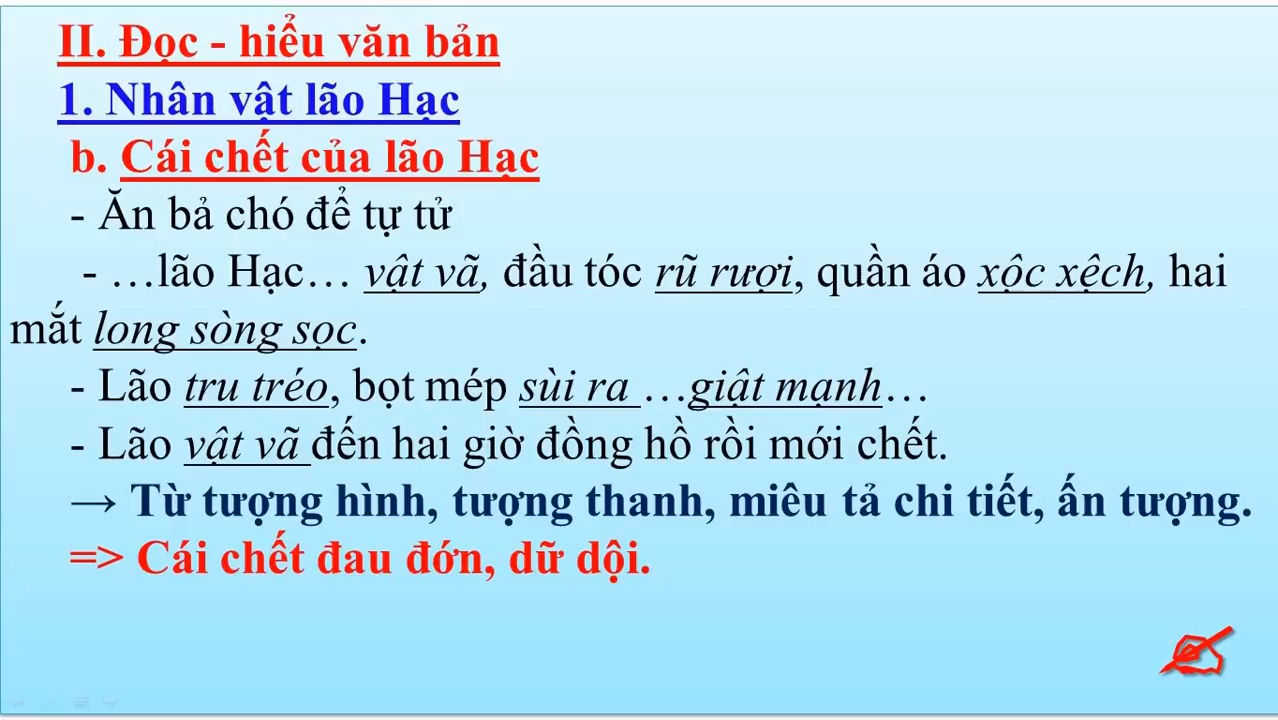 II. Đọc - hiểu văn bản
1. Nhân vật lão Hạc
b. Cái chết của lão Hạc
- Ăn bả chó để tự tử
- …lão Hạc… vật vã, đầu tóc rũ rượi, quần áo xộc xệch, hai
mắt long sòng sọc.
- Lão tru tréo, bọt mép sùi ra …giật mạnh…
- Lão vật vã đến hai giờ đồng hồ rồi mới chết.
→ Từ tượng hình, tượng thanh, miêu tả chi tiết, ấn tượng.
=> Cái chết đau đớn, dữ dội.